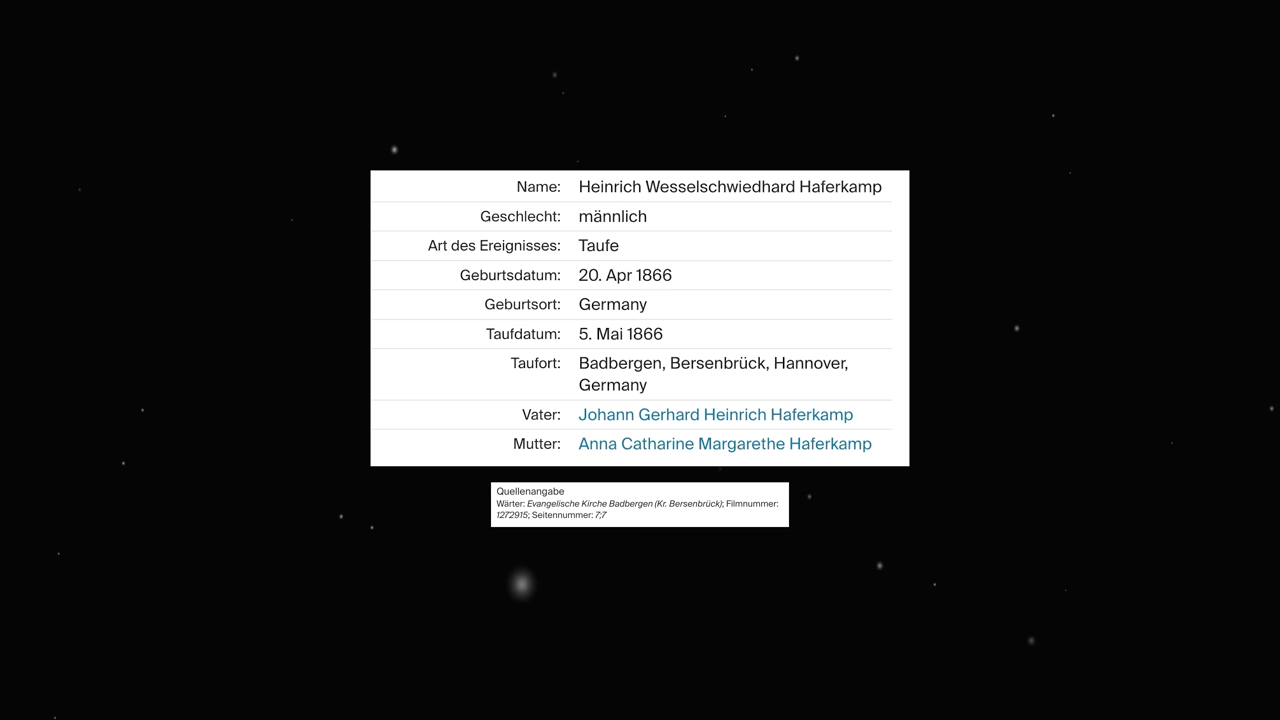 Name: Heinrich Wesselschwiedhard Haferkamp
Geschlecht: männlich
Art des Ereignisses: Taufe
Geburtsdatum: 20. Apr 1866
Geburtsort: Germany
Taufdatum: 5. Mai 1866
Taufort: Badbergen, Bersenbrück, Hannover,
Germany
Vater: Johann Gerhard Heinrich Haferkamp
Mutter: Anna Catharine Margarethe Haferkamp
Quellenangabe
Wärter: Evangelische Kirche Badbergen (Kr. Bersenbrück); Filmnummer:
1272915; Seitennummer: 7;7